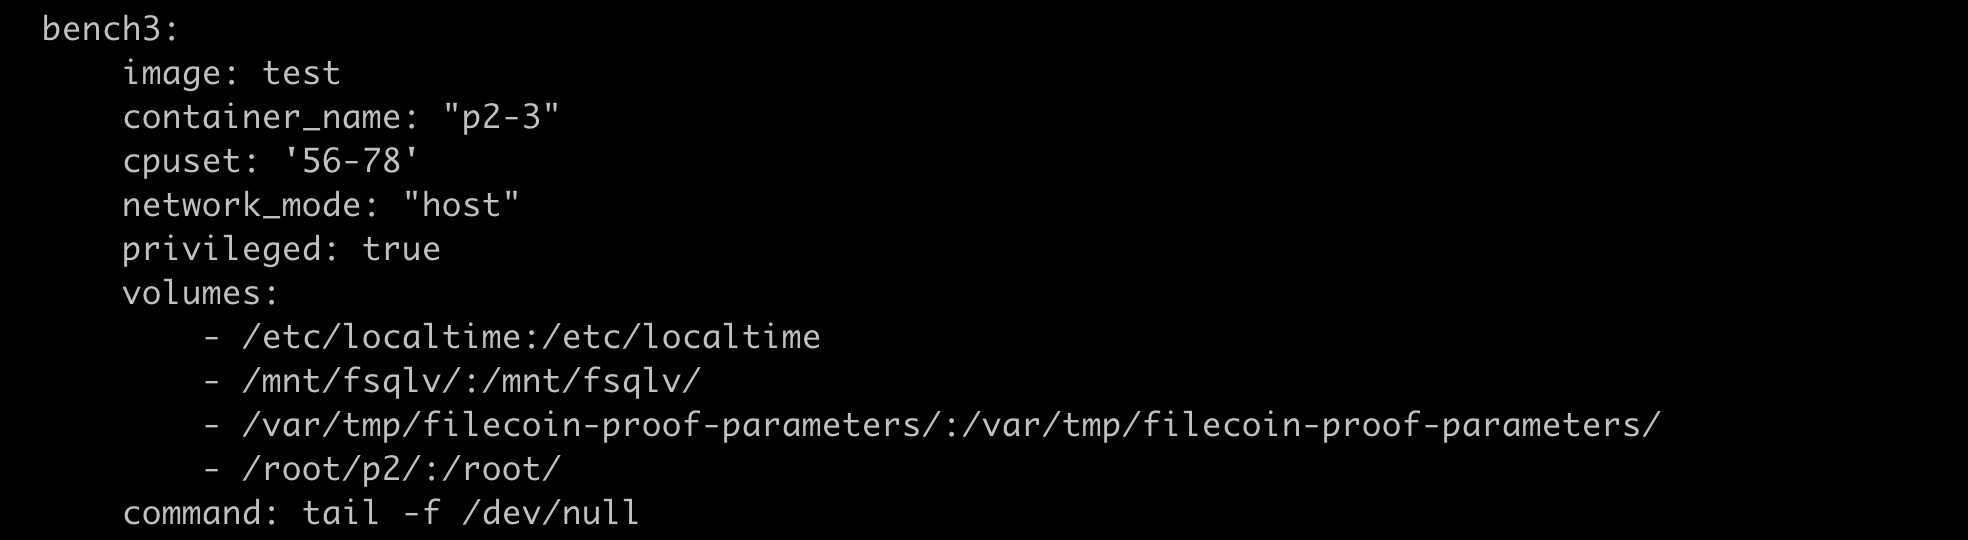 bench3:
    image: test
    container_name: "p2-3"
    cpuset: '56-78'
    network_mode: "host"
    privileged: true
    volumes:
        - /etc/localtime:/etc/localtime
        - /mnt/fsqlv/:/mnt/fsqlv/
        - /var/tmp/filecoin-proof-parameters/:/var/tmp/filecoin-proof-parameters/
        - /root/p2/:/root/
    command: tail -f /dev/null